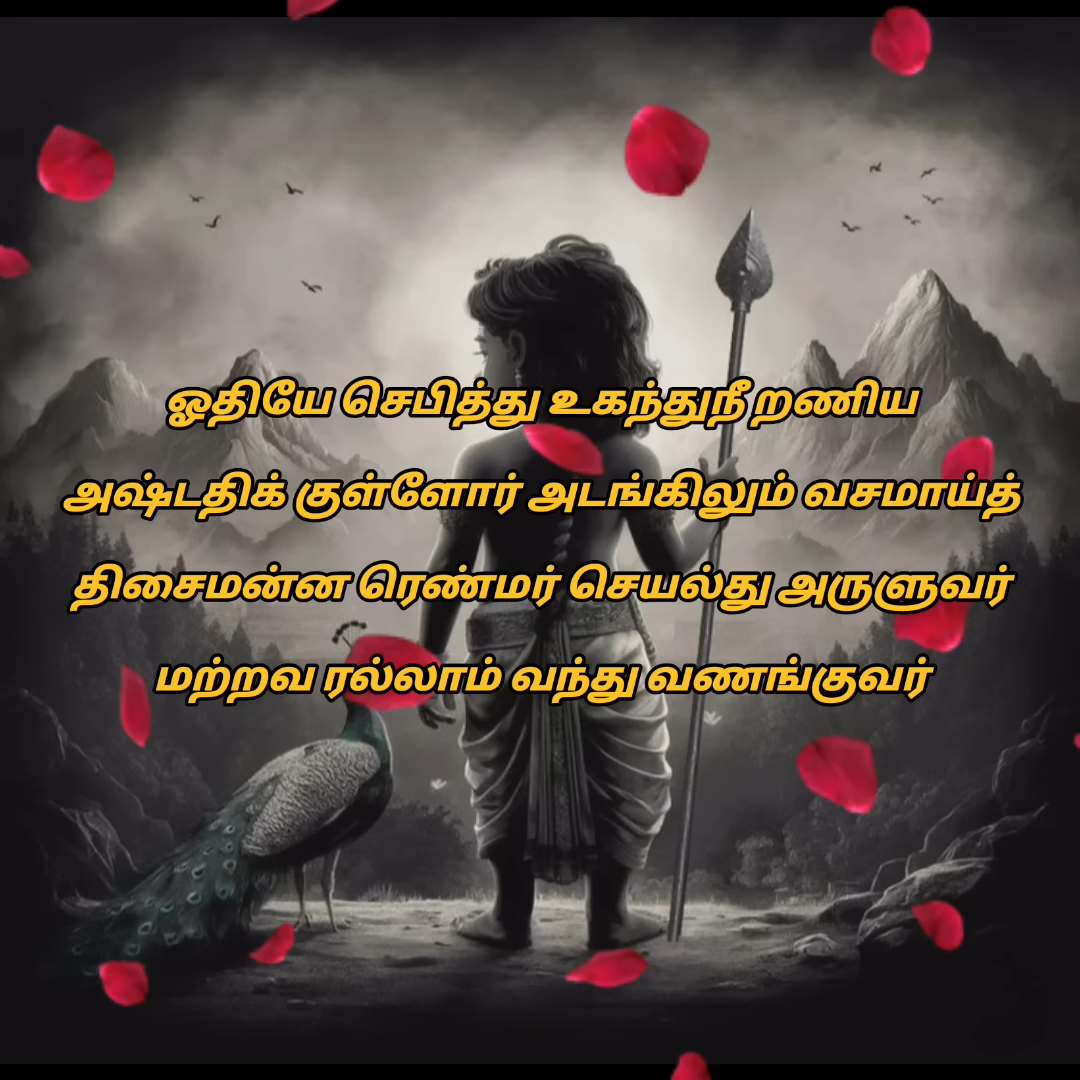 ஓதியே செபித்து உகந்துநீ றணிய
அஷ்டதிக் குள்ளோர் அடங்கிலும் வசமாய்த்
திசைமன்ன ரெண்மர் செயல்து அருளுவர்
மற்றவ ரல்லாம் வந்து வணங்குவர்